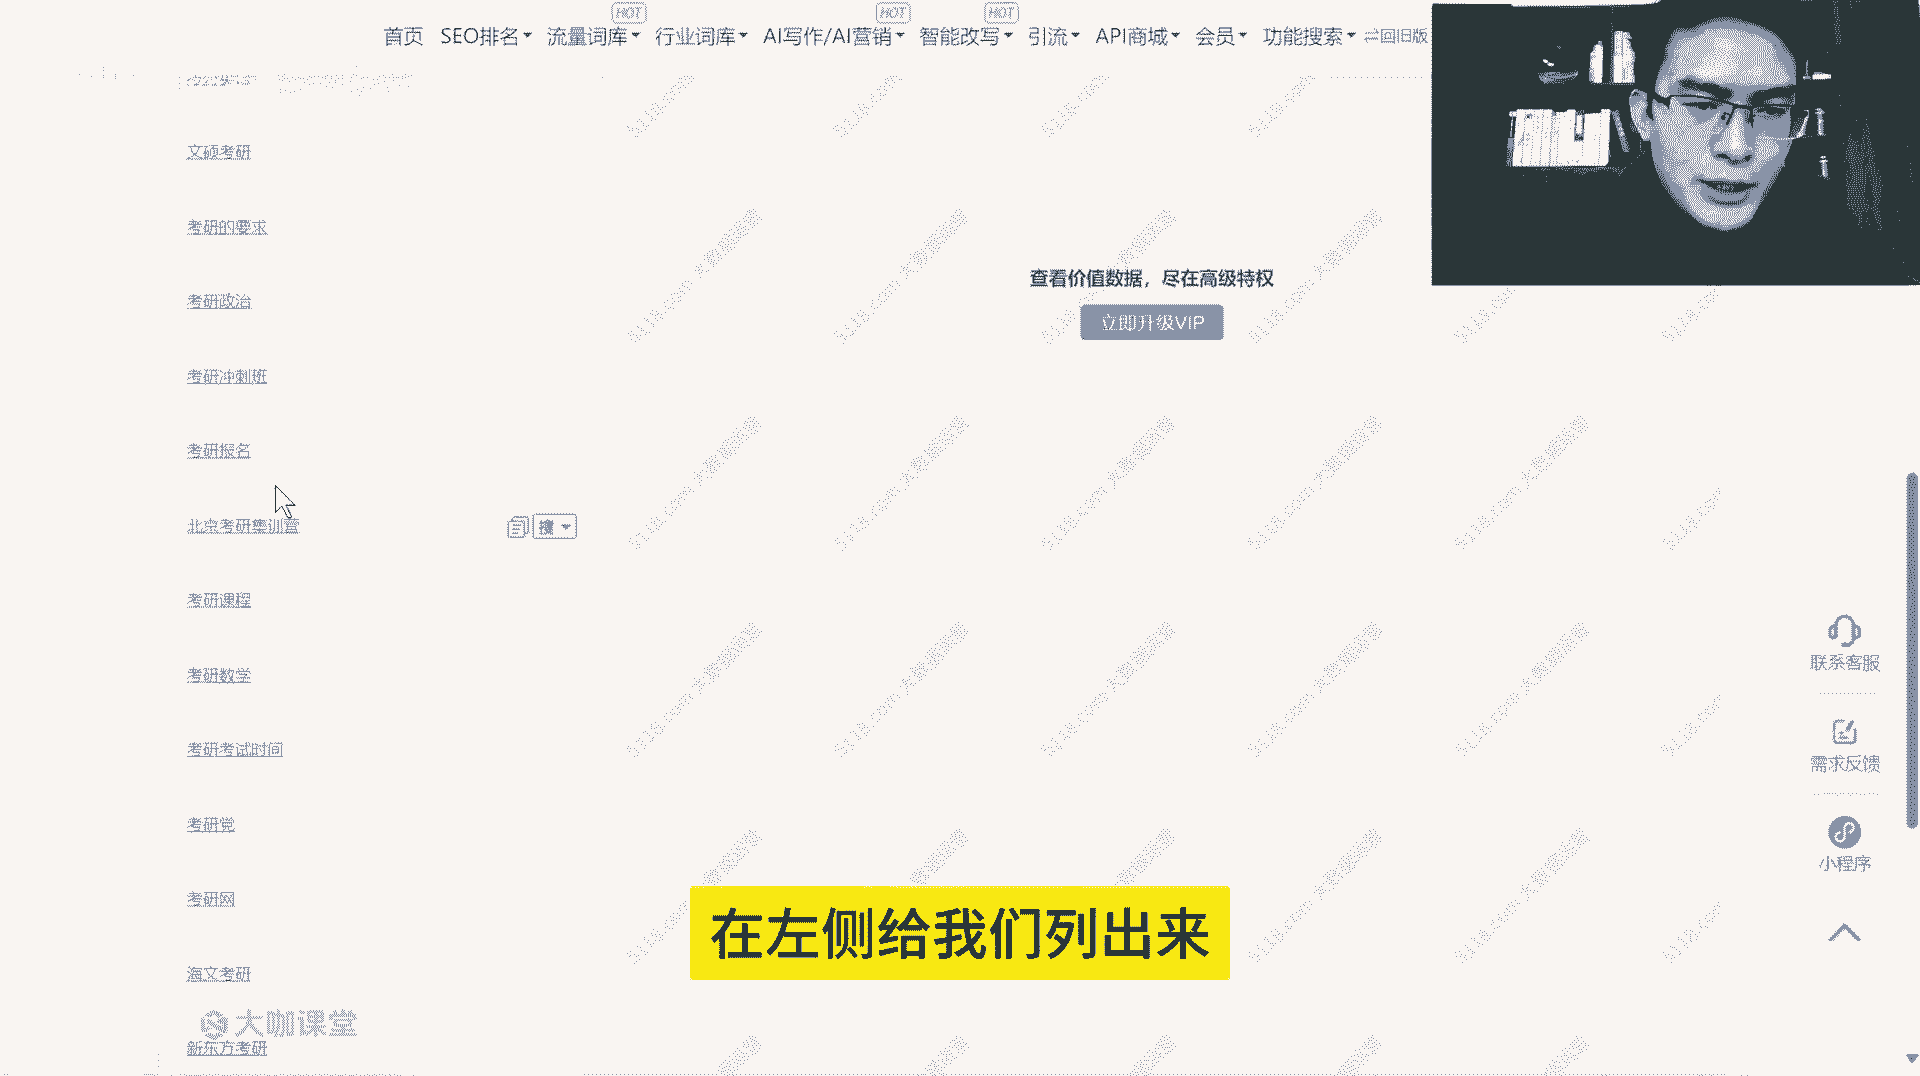 HOT HOT HOT
首页 SEO排名 流量词库 行业词库 AI写作/AI营销 智能改写 引流 API商城 会员 功能搜索 回旧版
文硕考研
考研的要求
查看价值数据，尽在高级特权
考研政治
立即升级VIP
考研冲刺班
考研报名
北京考研集训营
搜
考研课程
联系客服
考研数学
考研考试时间
需求反馈
考研党
小程序
考研网
在左侧给我们列出来
海文考研
大咖课堂
新东方考研